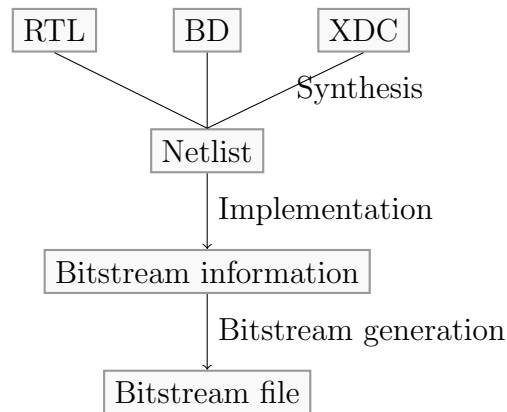 RTL BD XDC
Synthesis
Netlist
Implementation
Bitstream information
Bitstream generation
Bitstream file